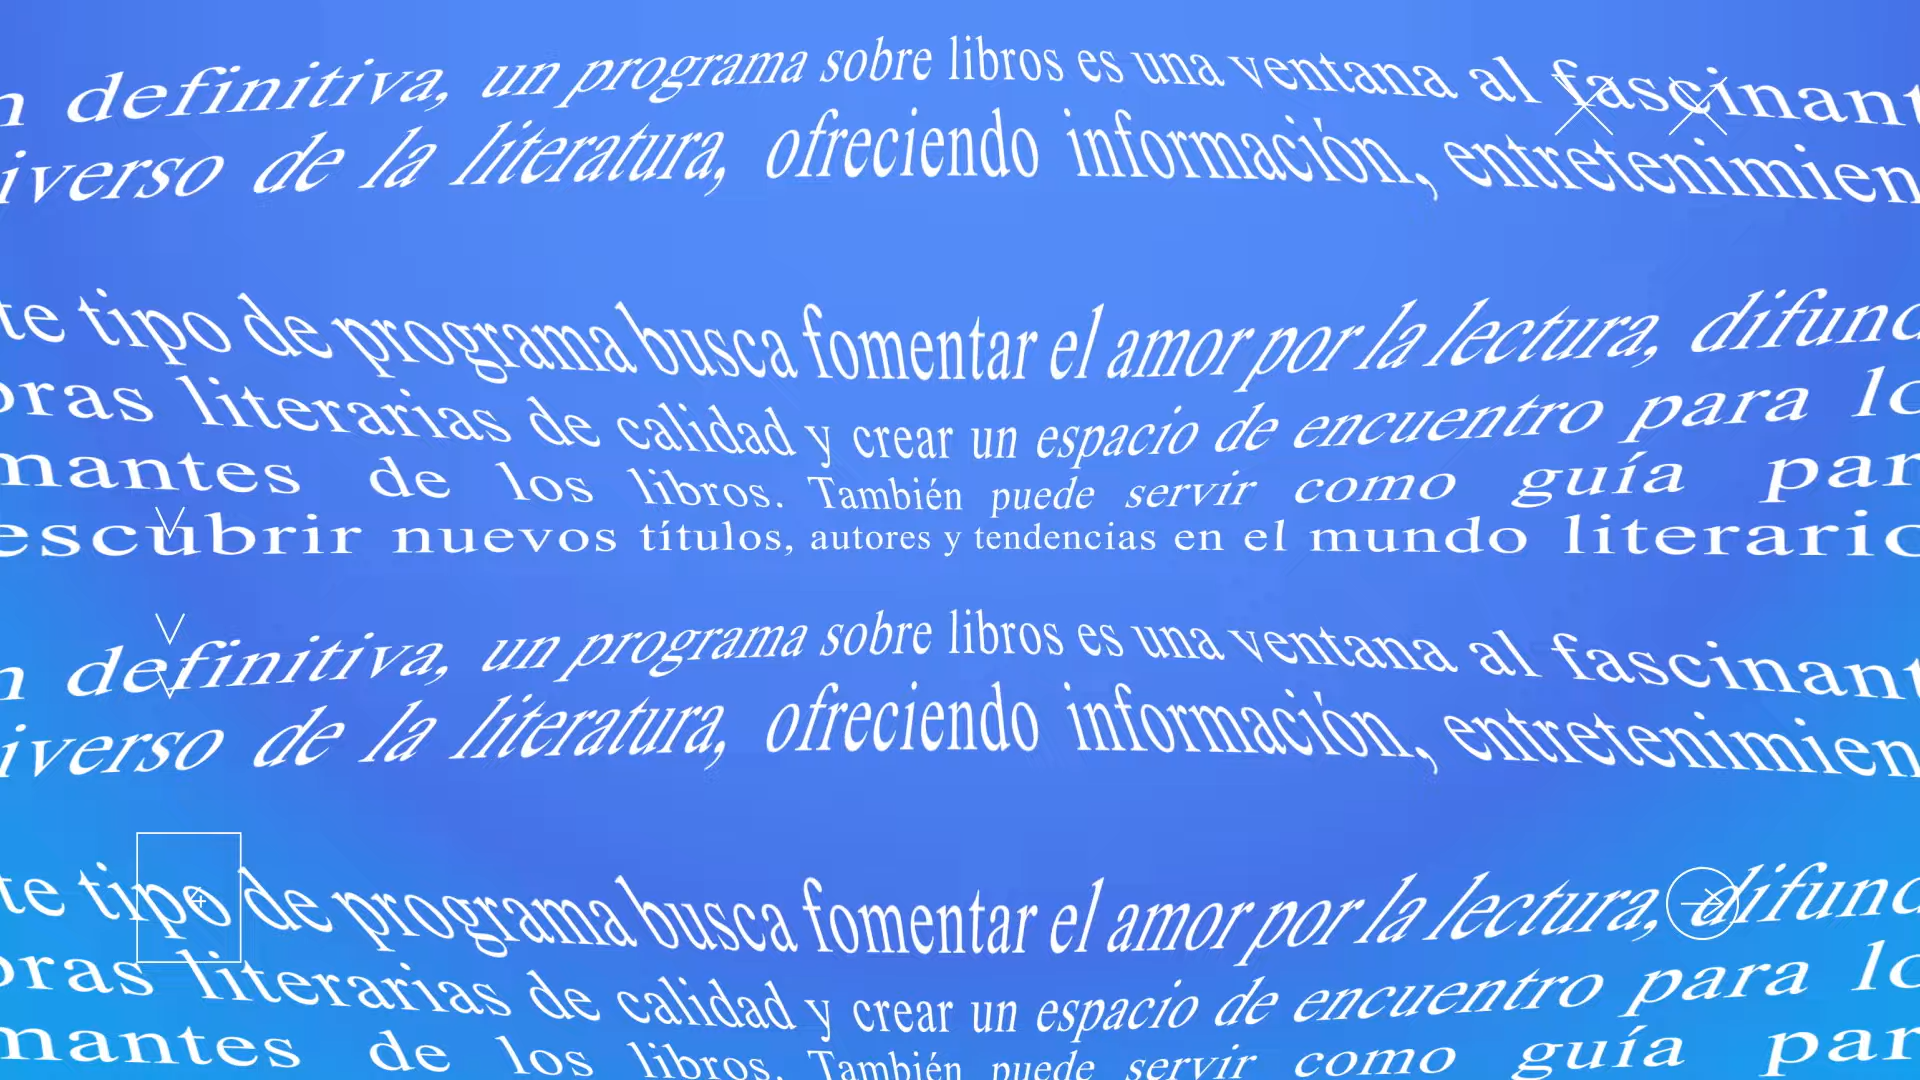 n definitiva, un programa sobre libros es una ventana al fascinant
iverso de la literatura, ofreciendo información, entretenimien
te tipo de programa busca fomentar el amor por la lectura, difund
bras literarias de calidad y crear un espacio de encuentro para lo
mantes de los libros. También puede servir como guía par
escubrir nuevos títulos, autores y tendencias en el mundo literario
n definitiva, un programa sobre libros es una ventana al fascinant
iverso de la literatura, ofreciendo información, entretenimien
te tipo de programa busca fomentar el amor por la lectura, difund
bras literarias de calidad y crear un espacio de encuentro para lo
mantes de los libros. También puede servir como guía par